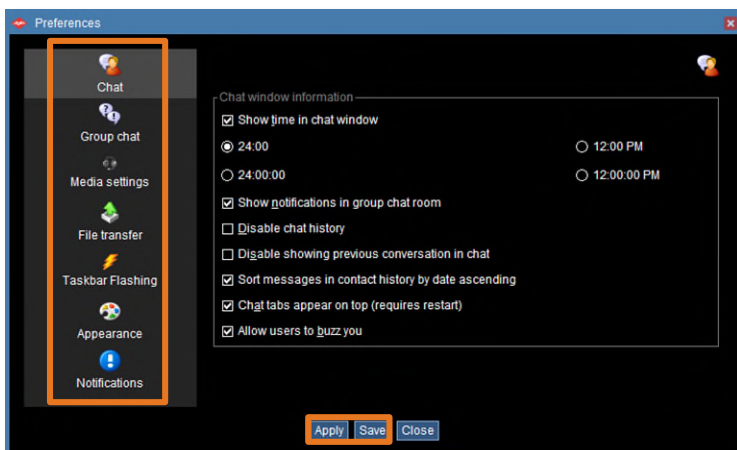 Preferences
Chat
Group chat
Media settings
File transfer
Taskbar Flashing
Appearance
Notifications
Chat window information
Show time in chat window
24:00 12:00 PM
24:00:00 12:00:00 PM
Show notifications in group chat room
Disable chat history
Disable showing previous conversation in chat
Sort messages in contact history by date ascending
Chat tabs appear on top (requires restart)
Allow users to buzz you
Apply Save Close